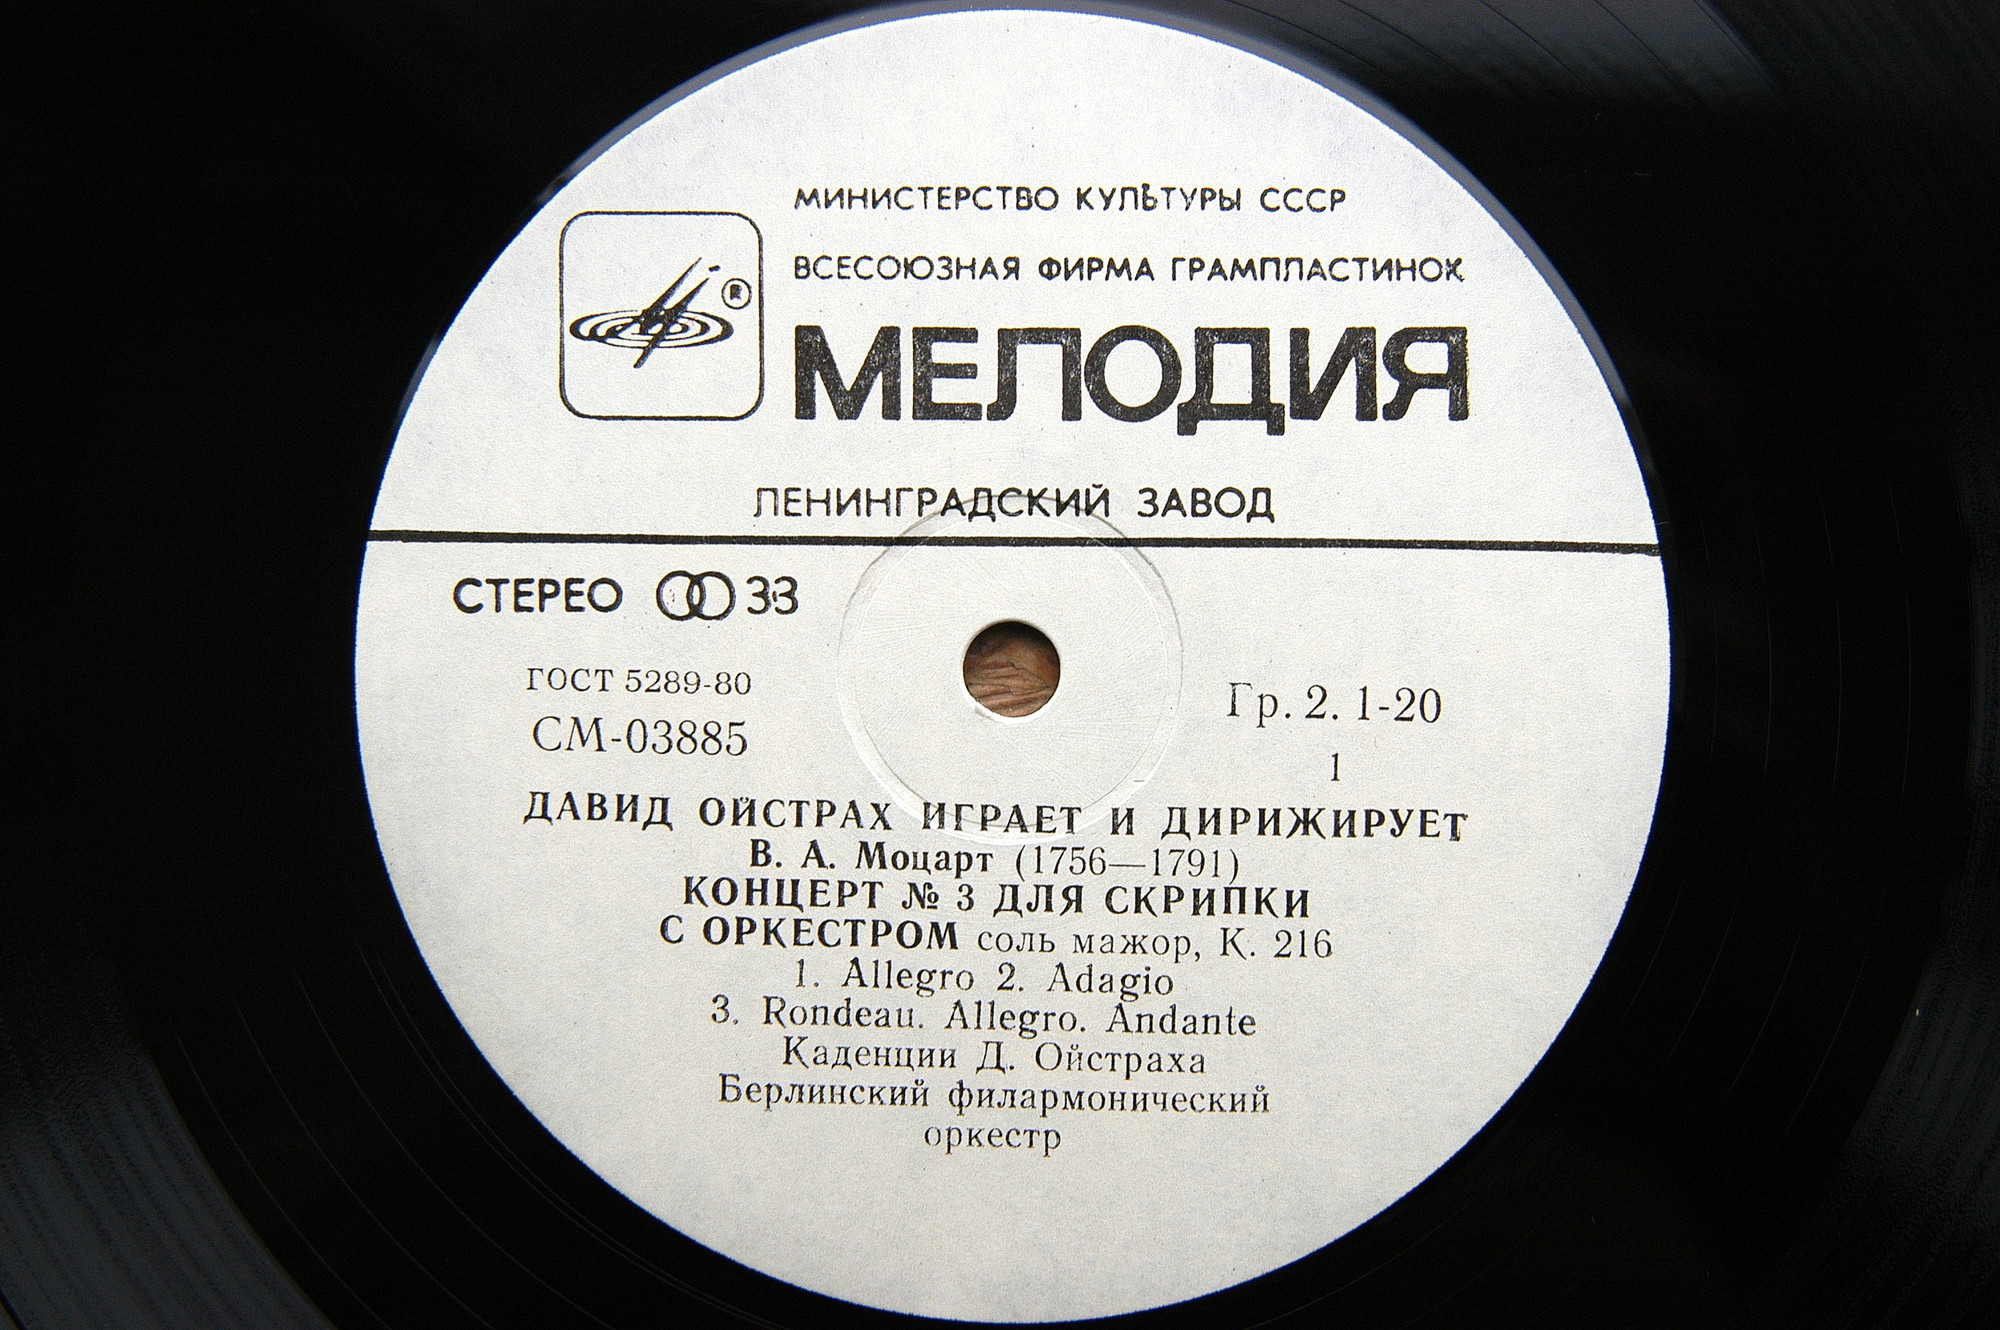 МИНИСТЕРСТВО КУЛЬТУРЫ СССР
ВСЕСОЮЗНАЯ ФИРМА ГРАМПЛАСТИНОК
®
МЕЛОДИЯ
ЛЕНИНГРАДСКИЙ ЗАВОД
СТЕРЕО 33
ГОСТ 5289-80
СМ-03885
Гр. 2. 1-20
1
ДАВИД ОЙСТРАХ ИГРАЕТ И ДИРИЖИРУЕТ
В. А. Моцарт (1756—1791)
КОНЦЕРТ № 3 ДЛЯ СКРИПКИ
С ОРКЕСТРОМ соль мажор, К. 216
1. Allegro 2. Adagio
3. Rondeau. Allegro. Andante
Каденции Д. Ойстраха
Берлинский филармонический
оркестр